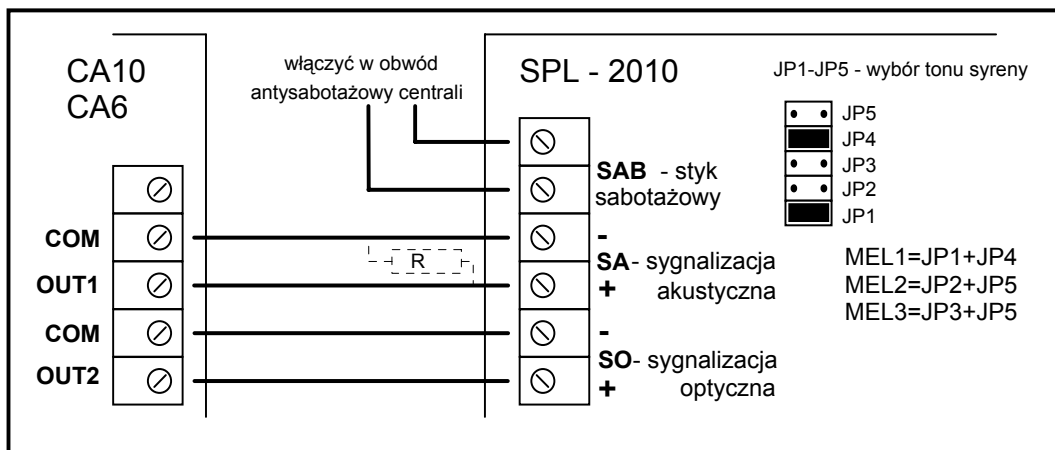 CA10
CA6
włączyć w obwód
antysabotażowy centrali
SPL - 2010
JP1-JP5 - wybór tonu syreny
JP5
JP4
JP3
JP2
JP1
SAB - styk
sabotażowy
COM
-
R
SA- sygnalizacja
OUT1
+ akustyczna
COM
-
SO- sygnalizacja
OUT2
+ optyczna
MEL1=JP1+JP4
MEL2=JP2+JP5
MEL3=JP3+JP5